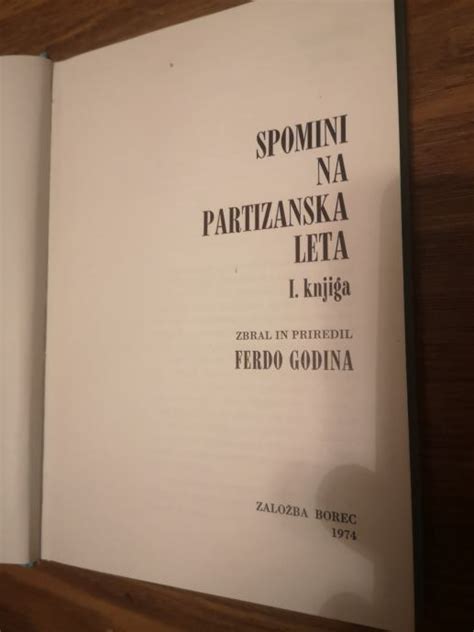 SPOMINI
NA
PARTIZANSKA
LETA
I. knjiga
ZBRAL IN PRIREDIL
FERDO GODINA
ZALOŽBA BOREC
1974